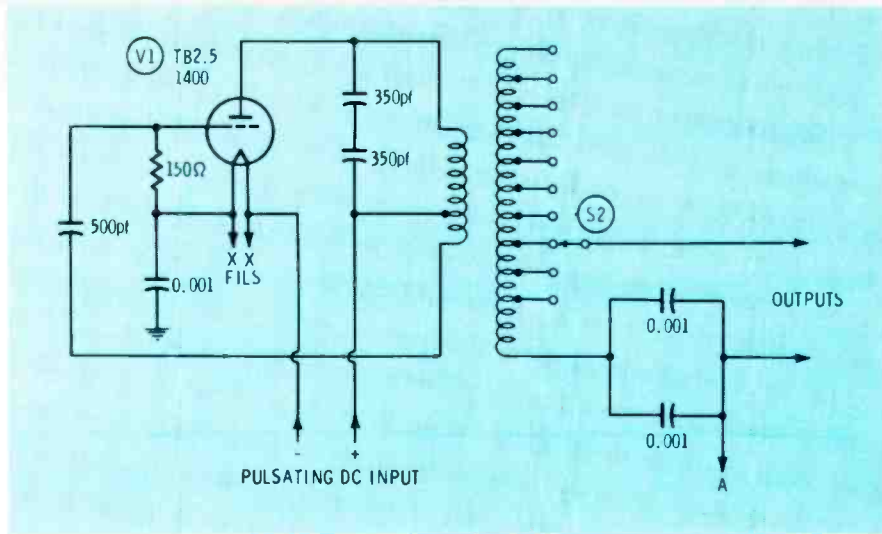 V1 TB2.5
1400
350pf
350pf
150Ω
500pf
0.001
X X
FILS
S2
OUTPUTS
0.001
0.001
- +
PULSATING DC INPUT
A